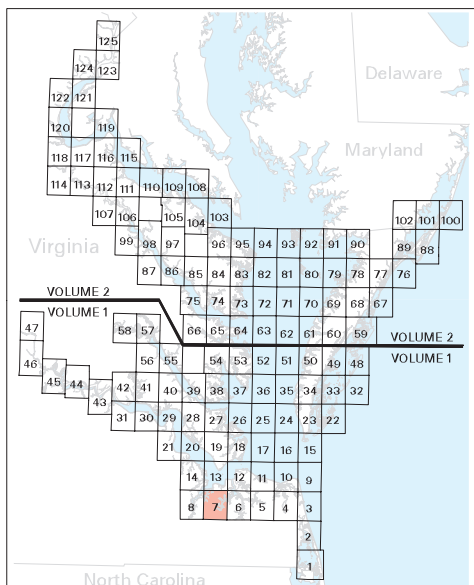 125
124 123
Delaware
122 121
120 119
Maryland
118 117 116 115
114 113 112 111 110 109 108
107 106 105 104 103 102 101 100
Virginia 99 98 97 96 95 94 93 92 91 90 89 88
87 86 85 84 83 82 81 80 79 78 77 76
VOLUME 2 75 74 73 72 71 70 69 68 67
VOLUME 1
47 58 57 66 65 64 63 62 61 60 59 VOLUME 2
VOLUME 1
46 56 55 54 53 52 51 50 49 48
45 44 43 42 41 40 39 38 37 36 35 34 33 32
31 30 29 28 27 26 25 24 23 22
21 20 19 18 17 16 15
14 13 12 11 10 9
8 7 6 5 4 3
2
1
North Carolina